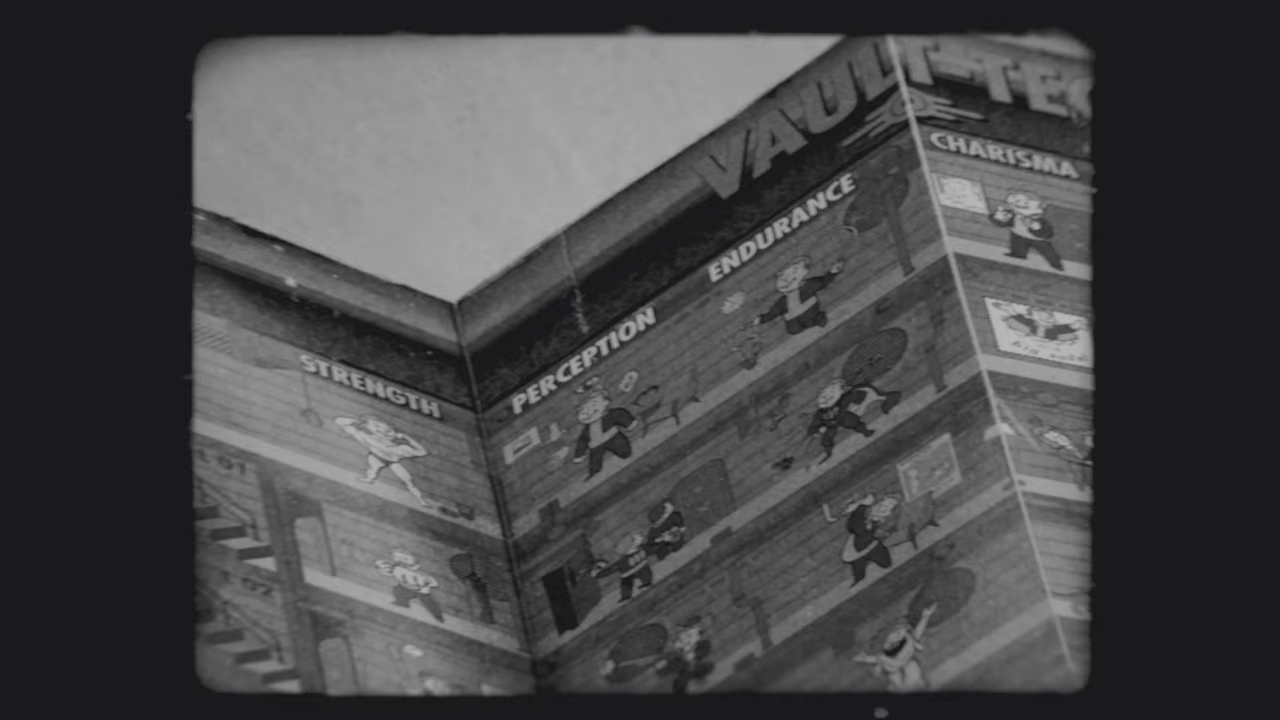 VAULT-TEC
STRENGTH
PERCEPTION
ENDURANCE
CHARISMA